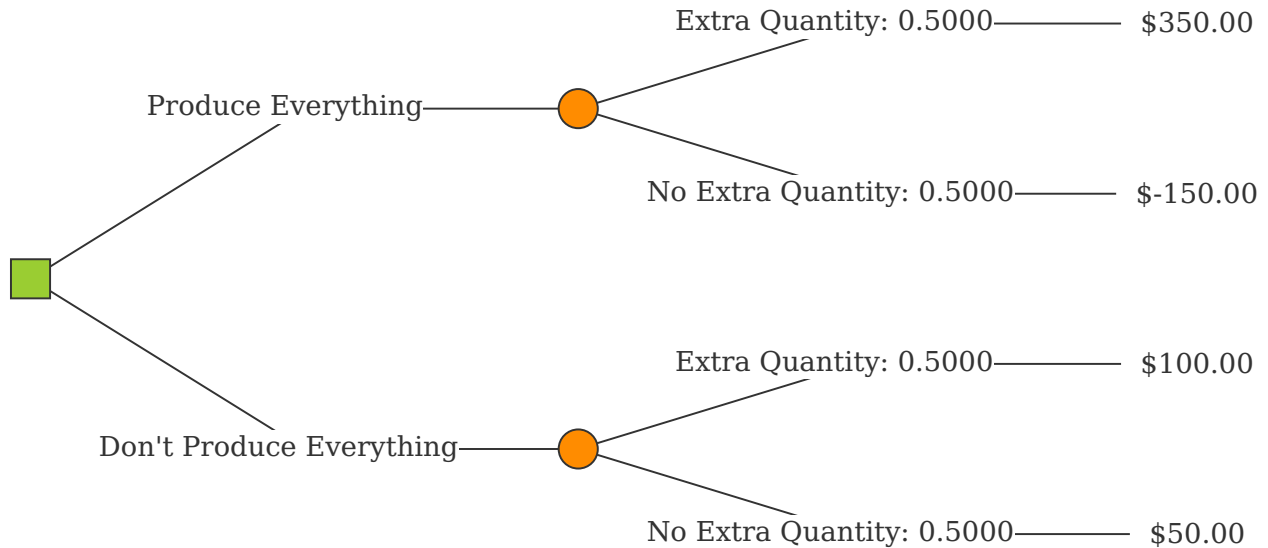 Extra Quantity: 0.5000 $350.00
Produce Everything
No Extra Quantity: 0.5000 $-150.00
Extra Quantity: 0.5000 $100.00
Don't Produce Everything
No Extra Quantity: 0.5000 $50.00